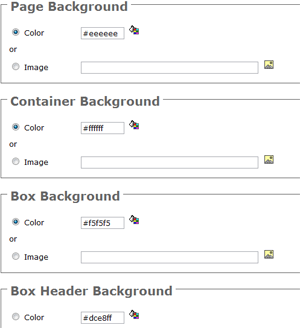 Page Background
Color #eeeeee
or
Image
Container Background
Color #ffffff
or
Image
Box Background
Color #f5f5f5
or
Image
Box Header Background
Color #dce8ff